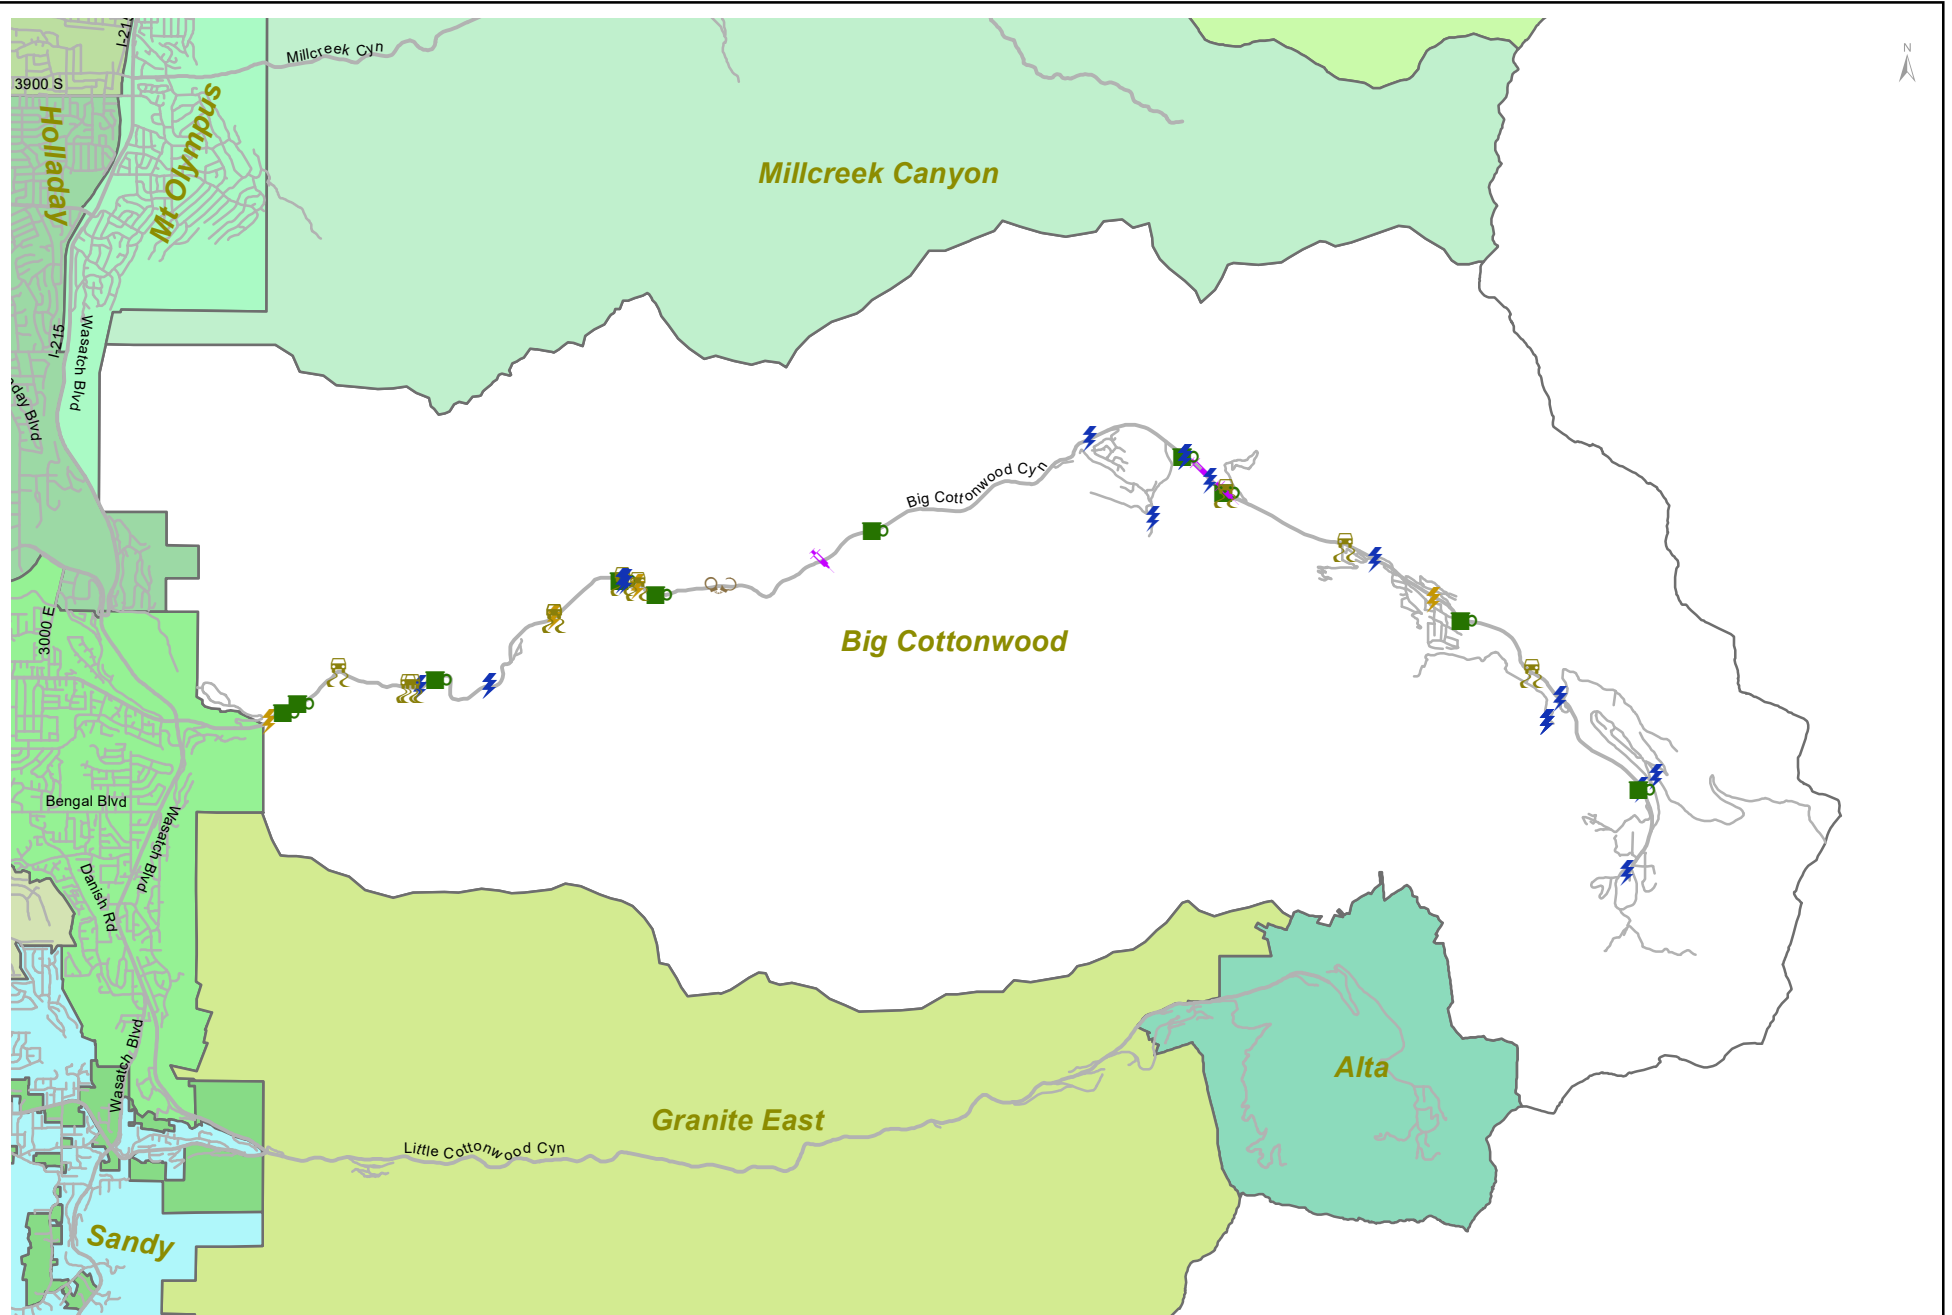 I-215
Millcreek Cyn
N
3900 S
Holladay
Mt Olympus
Millcreek Canyon
I-215
Wasatch Blvd
day Blvd
Big Cottonwood Cyn
3000 E
Big Cottonwood
Bengal Blvd
Wasatch Blvd
Danish Rd
Wasatch Blvd
Alta
Granite East
Little Cottonwood Cyn
Sandy